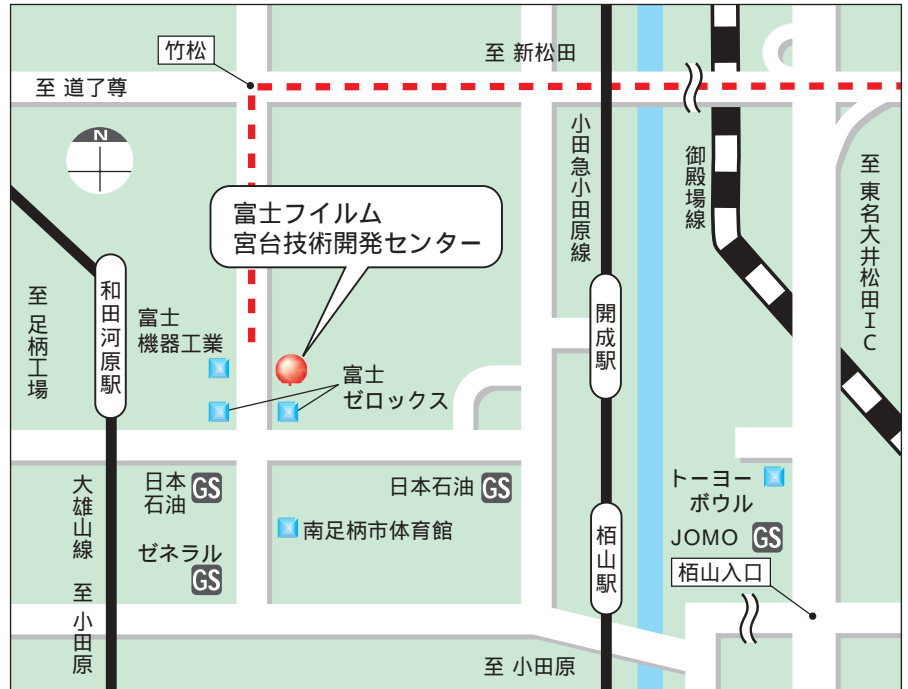 竹松
至 新松田
至 道了尊
N
小田急小田原線
御殿場線
至 東名大井松田IC
富士フイルム
宮台技術開発センター
和田河原駅
至 足柄工場
富士
機器工業
開成駅
富士
ゼロックス
大雄山線
至 小田原
日本
石油
GS
日本石油
GS
トーヨー
ボウル
南足柄市体育館
栢山駅
JOMO
GS
ゼネラル
GS
栢山入口
至 小田原